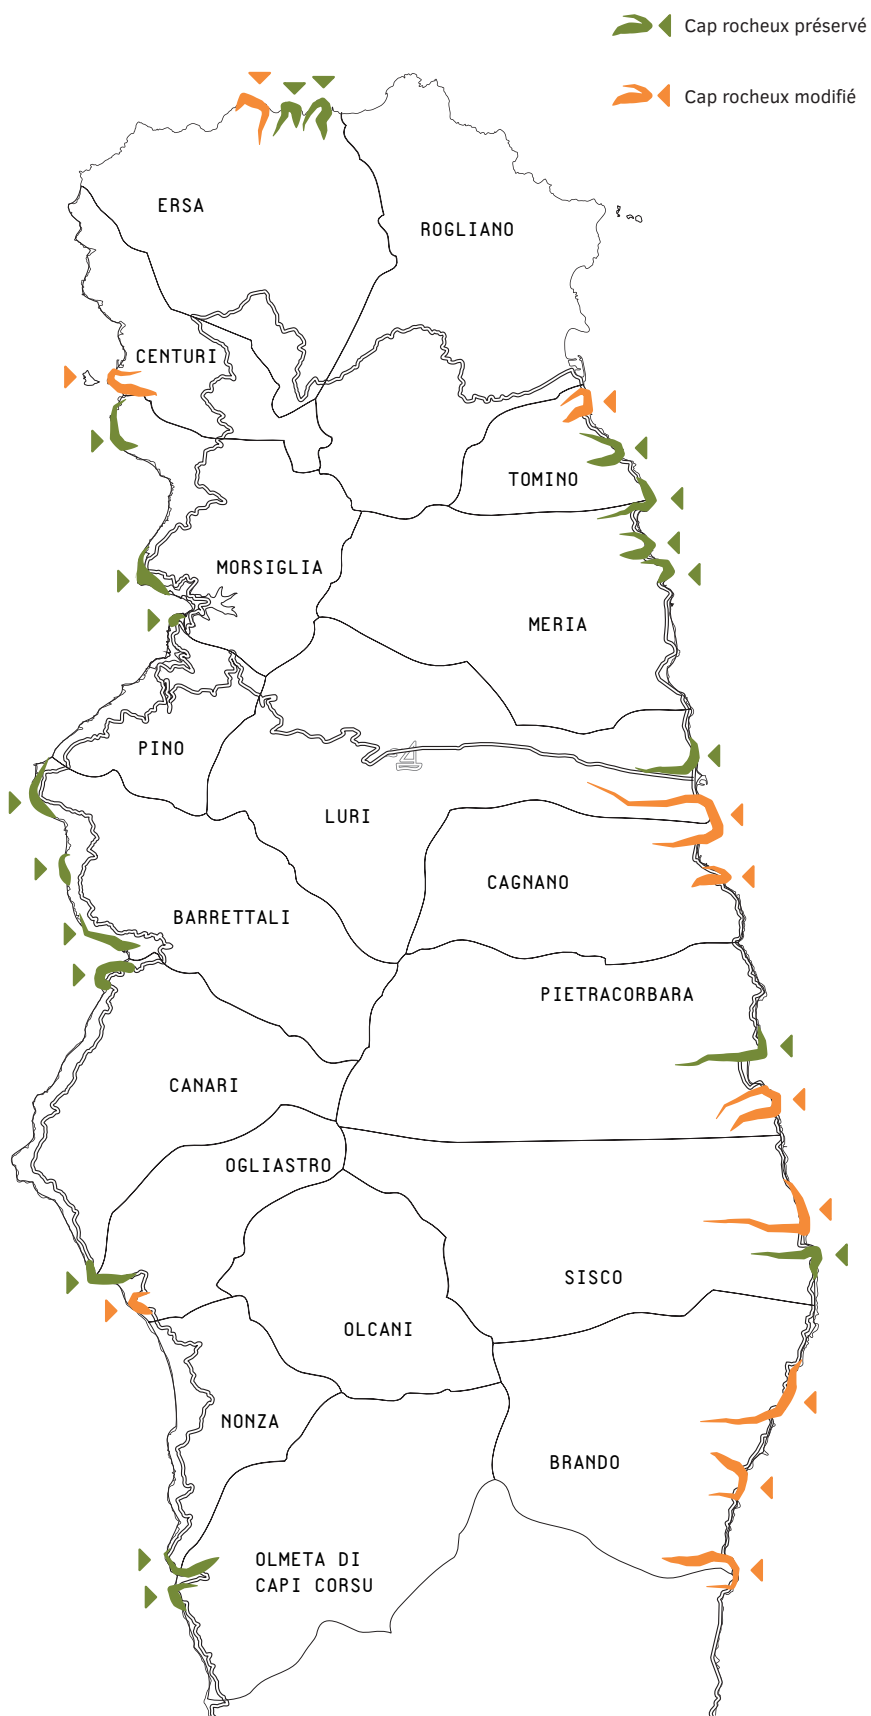 Cap rocheux préservé
Cap rocheux modifié
ERSA
ROGLIANO
CENTURI
TOMINO
MORSIGLIA
MERIA
PINO
LURI
CAGNANO
BARRETTALI
PIETRACORBARA
CANARI
OGLIASTRO
SISCO
OLCANI
NONZA
BRANDO
OLMETA DI
CAPI CORSU